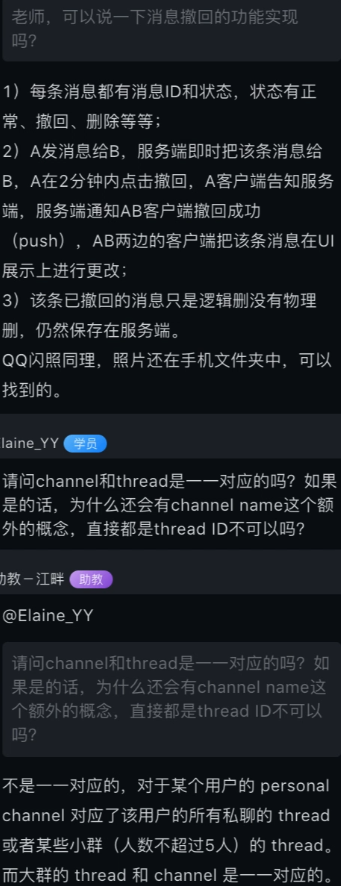 老师，可以说一下消息撤回的功能实现
吗？
1）每条消息都有消息ID和状态，状态有正
常、撤回、删除等等；
2）A发消息给B，服务端即时把该条消息给
B，A在2分钟内点击撤回，A客户端告知服务
端，服务端通知AB客户端撤回成功
（push），AB两边的客户端把该条消息在UI
展示上进行更改；
3）该条已撤回的消息只是逻辑删没有物理
删，仍然保存在服务端。
QQ闪照同理，照片还在手机文件夹中，可以
找到的。
laine_YY 学员
请问channel和thread是一一对应的吗？如果
是的话，为什么还会有channel name这个额
外的概念，直接都是thread ID不可以吗？
助教－江畔 助教
@Elaine_YY
请问channel和thread是一一对应的吗？如
果是的话，为什么还会有channel name这
个额外的概念，直接都是thread ID不可以
吗？
不是一一对应的，对于某个用户的 personal
channel 对应了该用户的所有私聊的 thread
或者某些小群（人数不超过5人）的 thread。
而大群的 thread 和 channel 是一一对应的。